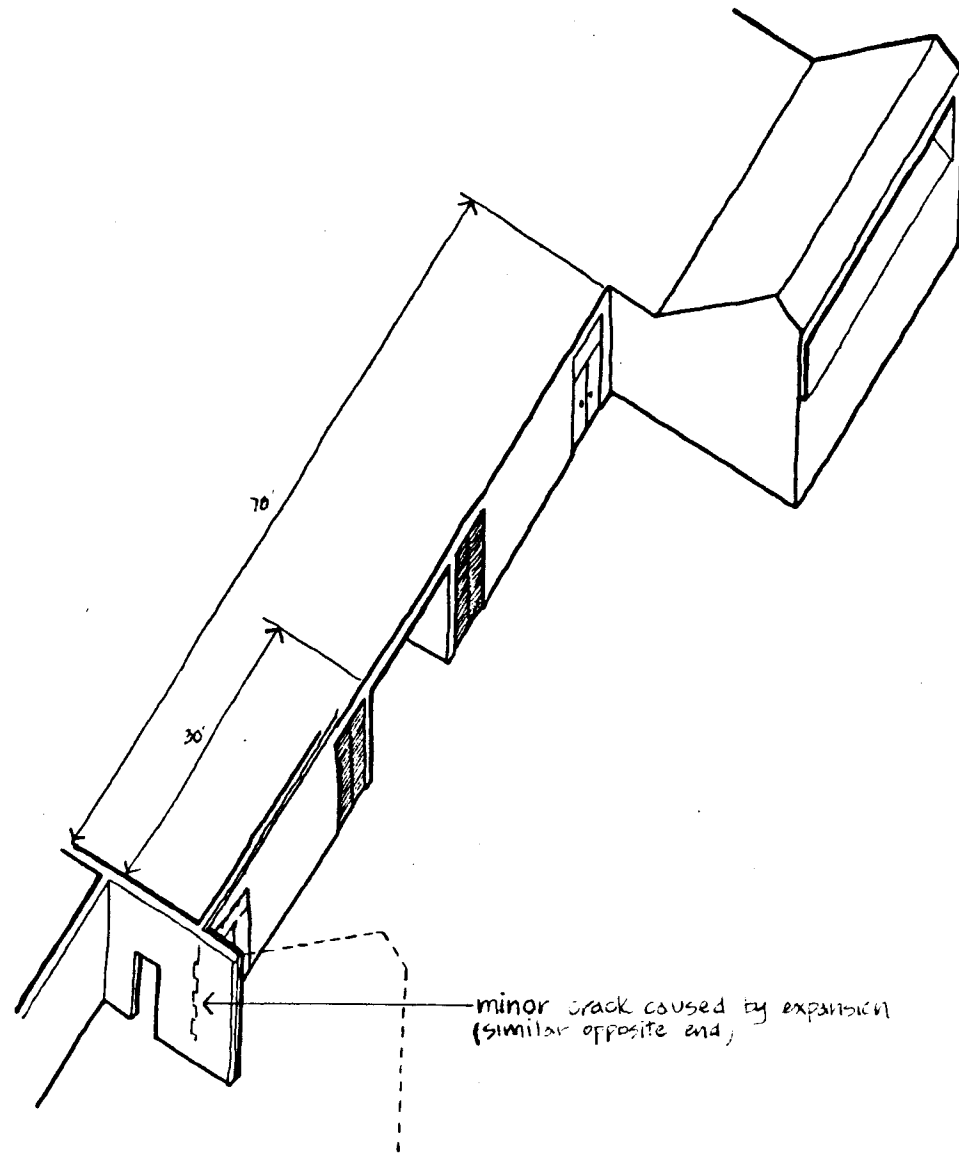 70'
30'
minor crack caused by expansion
(similar opposite end)